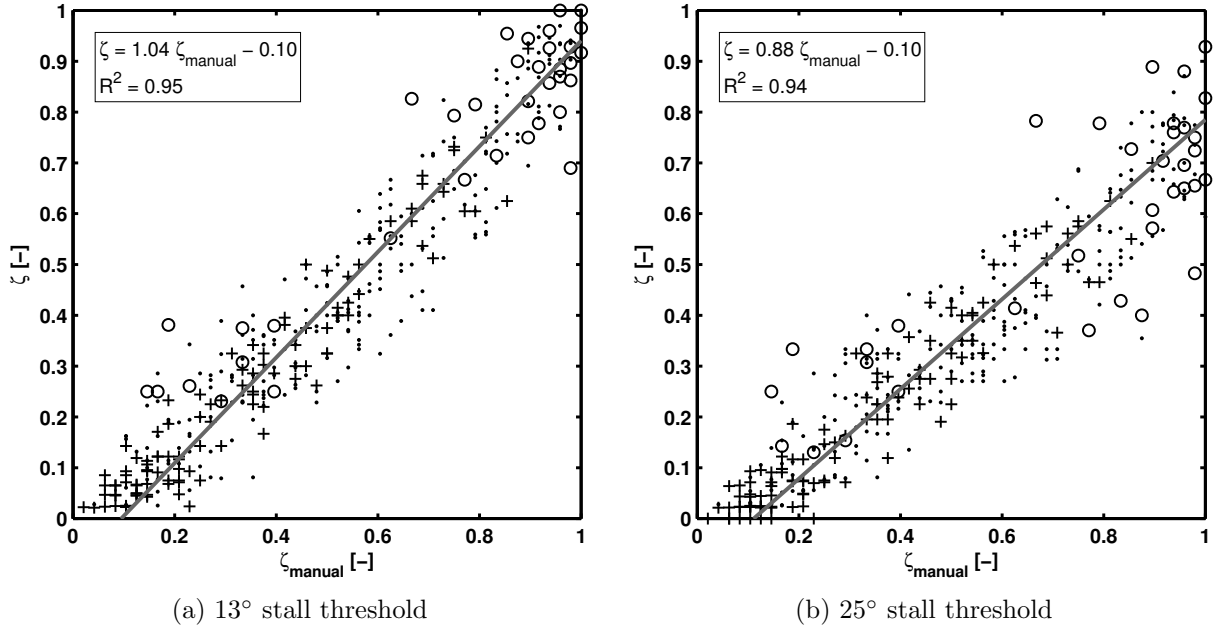 ζ = 1.04 ζmanual − 0.10
R² = 0.95
ζ [−]
1
0.9
0.8
0.7
0.6
0.5
0.4
0.3
0.2
0.1
0
0 0.2 0.4 0.6 0.8 1
ζmanual [−]
(a) 13° stall threshold
ζ = 0.88 ζmanual − 0.10
R² = 0.94
ζ [−]
1
0.9
0.8
0.7
0.6
0.5
0.4
0.3
0.2
0.1
0
0 0.2 0.4 0.6 0.8 1
ζmanual [−]
(b) 25° stall threshold